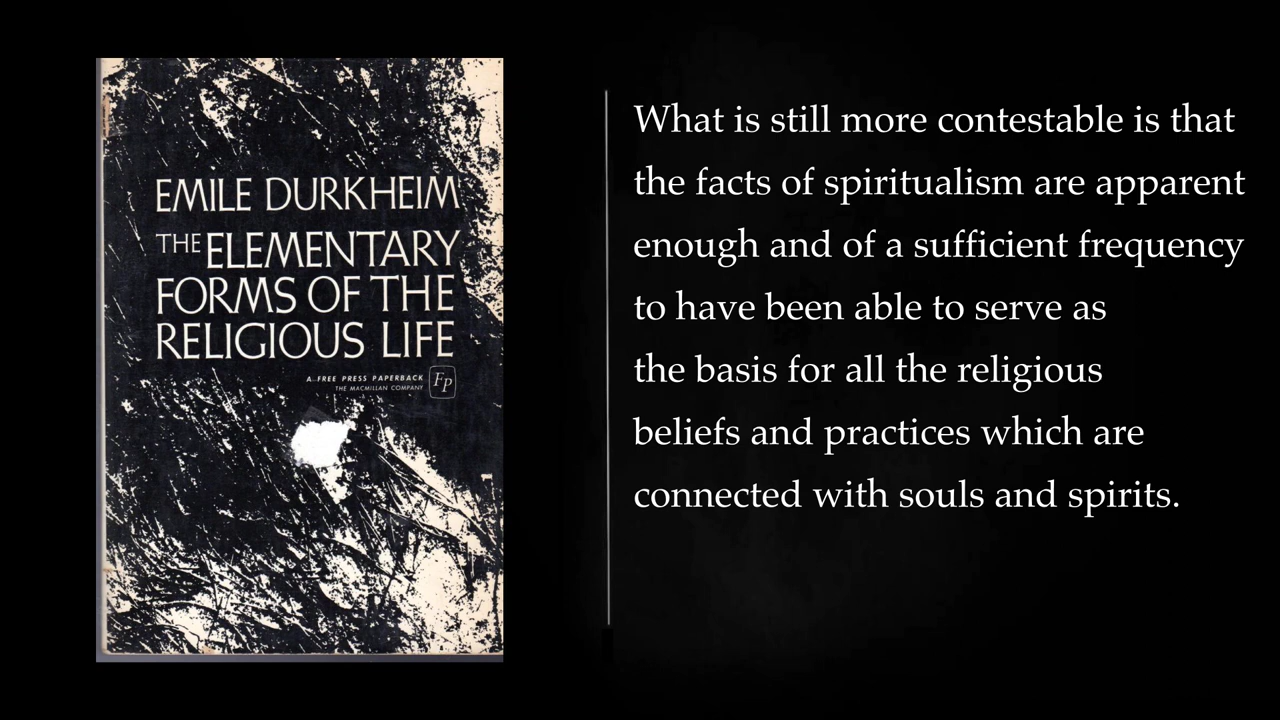 EMILE DURKHEIM
THE ELEMENTARY
FORMS OF THE
RELIGIOUS LIFE
A FREE PRESS PAPERBACK
THE MACMILLAN COMPANY
FP
What is still more contestable is that
the facts of spiritualism are apparent
enough and of a sufficient frequency
to have been able to serve as
the basis for all the religious
beliefs and practices which are
connected with souls and spirits.